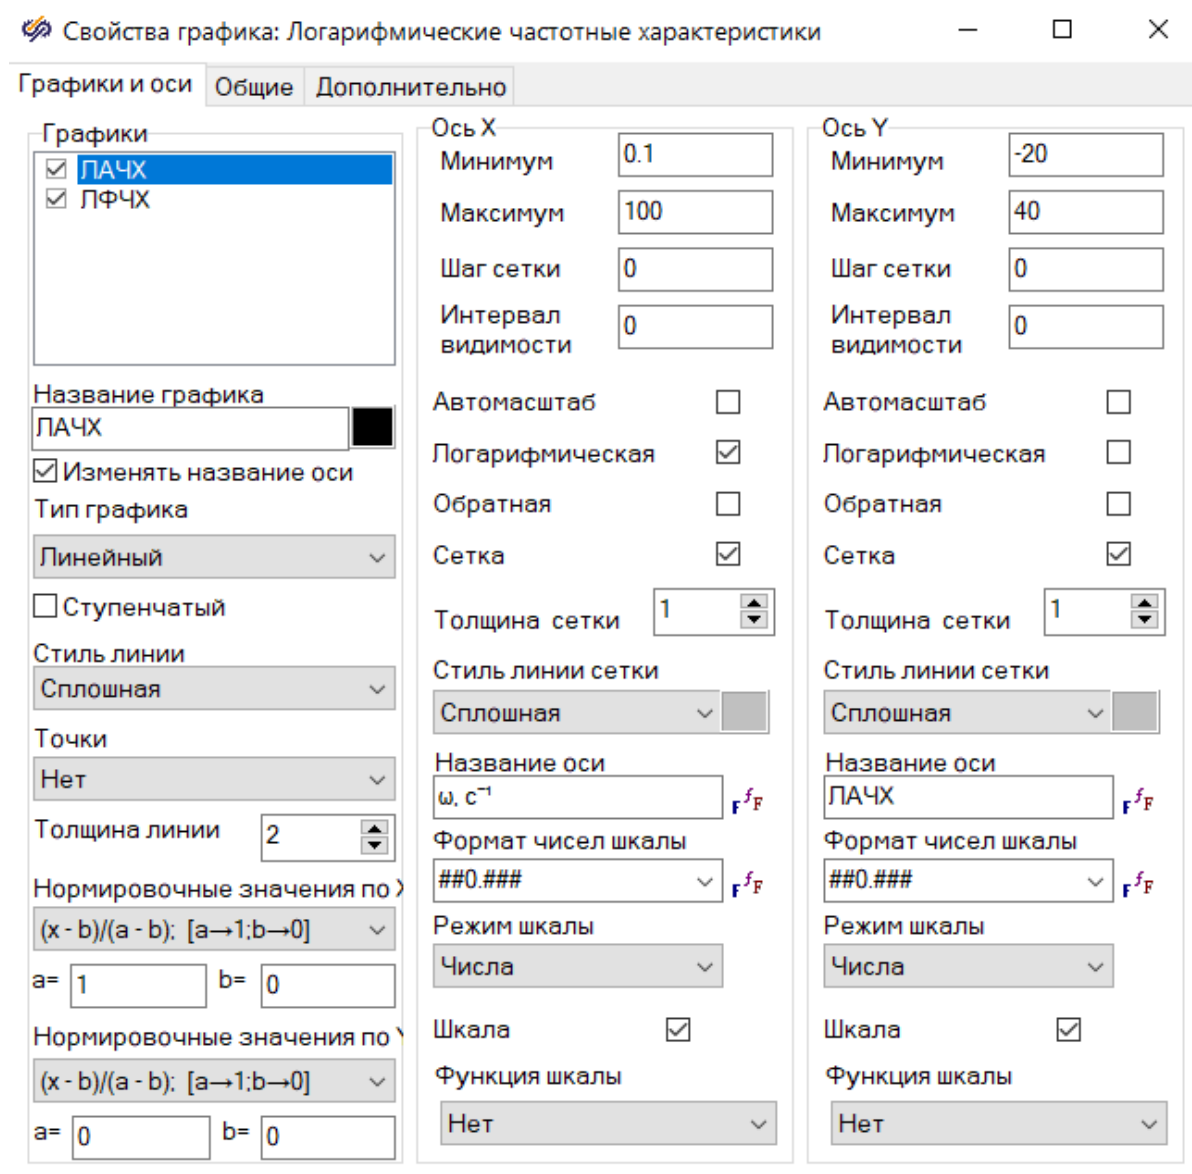 Свойства графика: Логарифмические частотные характеристики
Графики и оси
Общие
Дополнительно
Графики
ЛАЧХ
ЛФЧХ
Название графика
ЛАЧХ
Изменять название оси
Тип графика
Линейный
Ступенчатый
Стиль линии
Сплошная
Точки
Нет
Толщина линии
2
Нормировочные значения по
(x - b)/(a - b); [a→1;b→0]
a= 1
b= 0
Нормировочные значения по
(x - b)/(a - b); [a→1;b→0]
a= 0
b= 0
Ось X
Минимум 0.1
Максимум 100
Шаг сетки 0
Интервал
видимости 0
Автомасштаб
Логарифмическая
Обратная
Сетка
Толщина сетки 1
Стиль линии сетки
Сплошная
Название оси
ω, c⁻¹
F f F
Формат чисел шкалы
##0.###
F f F
Режим шкалы
Числа
Шкала
Функция шкалы
Нет
Ось Y
Минимум -20
Максимум 40
Шаг сетки 0
Интервал
видимости 0
Автомасштаб
Логарифмическая
Обратная
Сетка
Толщина сетки 1
Стиль линии сетки
Сплошная
Название оси
ЛАЧХ
F f F
Формат чисел шкалы
##0.###
F f F
Режим шкалы
Числа
Шкала
Функция шкалы
Нет